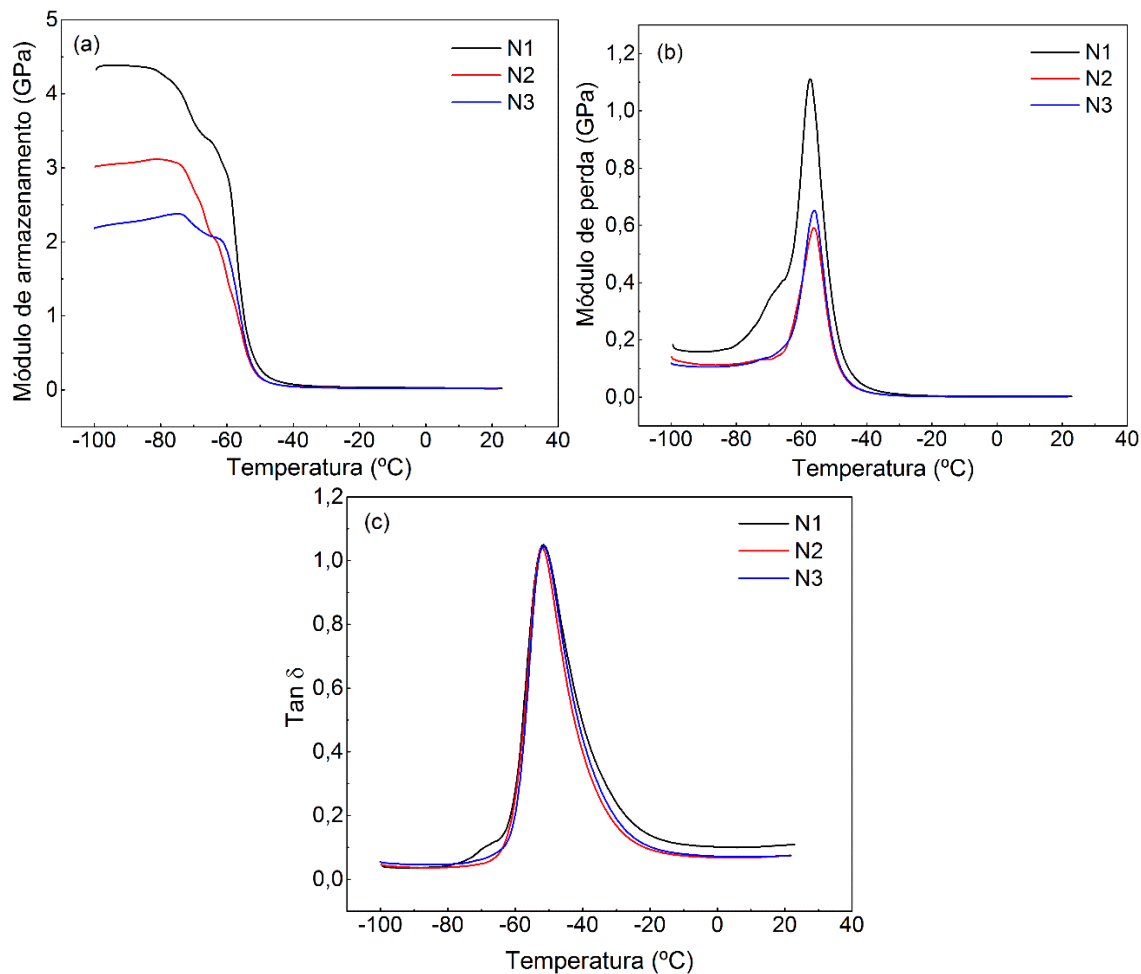 (a)
N1
N2
N3
Módulo de armazenamento (GPa)
5
4
3
2
1
0
-100 -80 -60 -40 -20 0 20 40
Temperatura (ºC)
(b)
N1
N2
N3
Módulo de perda (GPa)
1,2
1,0
0,8
0,6
0,4
0,2
0,0
-100 -80 -60 -40 -20 0 20 40
Temperatura (ºC)
(c)
N1
N2
N3
Tan δ
1,2
1,0
0,8
0,6
0,4
0,2
0,0
-100 -80 -60 -40 -20 0 20 40
Temperatura (ºC)